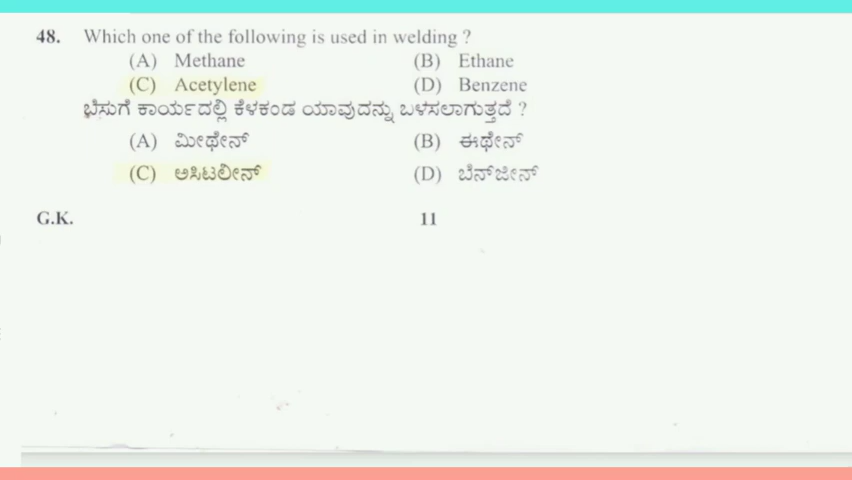 48. Which one of the following is used in welding ?
(A) Methane (B) Ethane
(C) Acetylene (D) Benzene
ಬೆಸುಗೆ ಕಾರ್ಯದಲ್ಲಿ ಕೆಳಕಂಡ ಯಾವುದನ್ನು ಬಳಸಲಾಗುತ್ತದೆ ?
(A) ಮೀಥೇನ್ (B) ಈಥೇನ್
(C) ಅಸಿಟಲೀನ್ (D) ಬೆನ್‌ಜೀನ್
G.K. 11